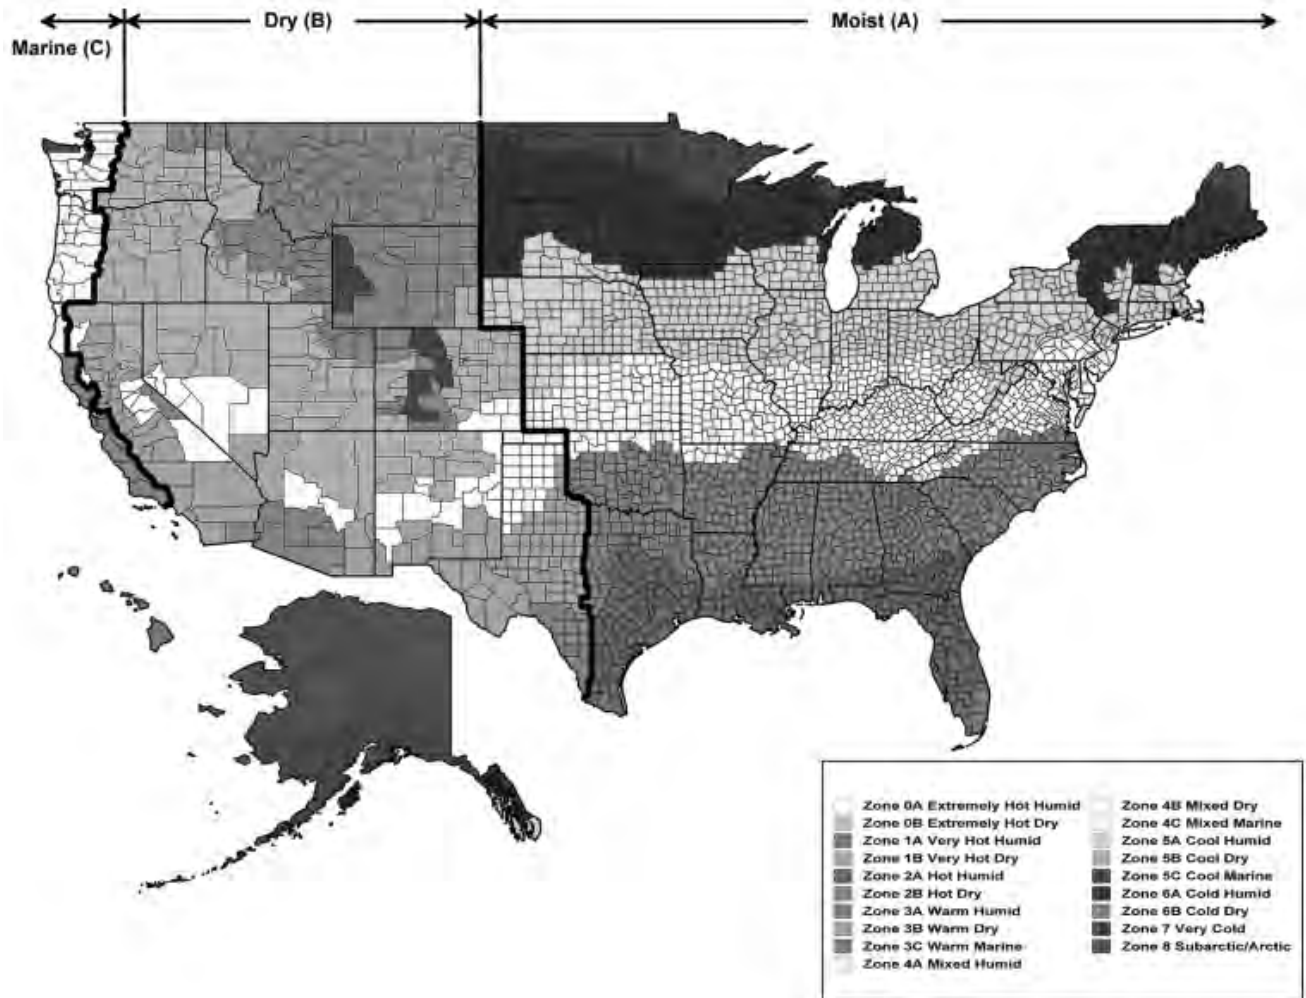 Dry (B)
Moist (A)
Marine (C)
Zone 0A Extremely Hot Humid
Zone 0B Extremely Hot Dry
Zone 1A Very Hot Humid
Zone 1B Very Hot Dry
Zone 2A Hot Humid
Zone 2B Hot Dry
Zone 3A Warm Humid
Zone 3B Warm Dry
Zone 3C Warm Marine
Zone 4A Mixed Humid
Zone 4B Mixed Dry
Zone 4C Mixed Marine
Zone 5A Cool Humid
Zone 5B Cool Dry
Zone 5C Cool Marine
Zone 6A Cold Humid
Zone 6B Cold Dry
Zone 7 Very Cold
Zone 8 Subarctic/Arctic